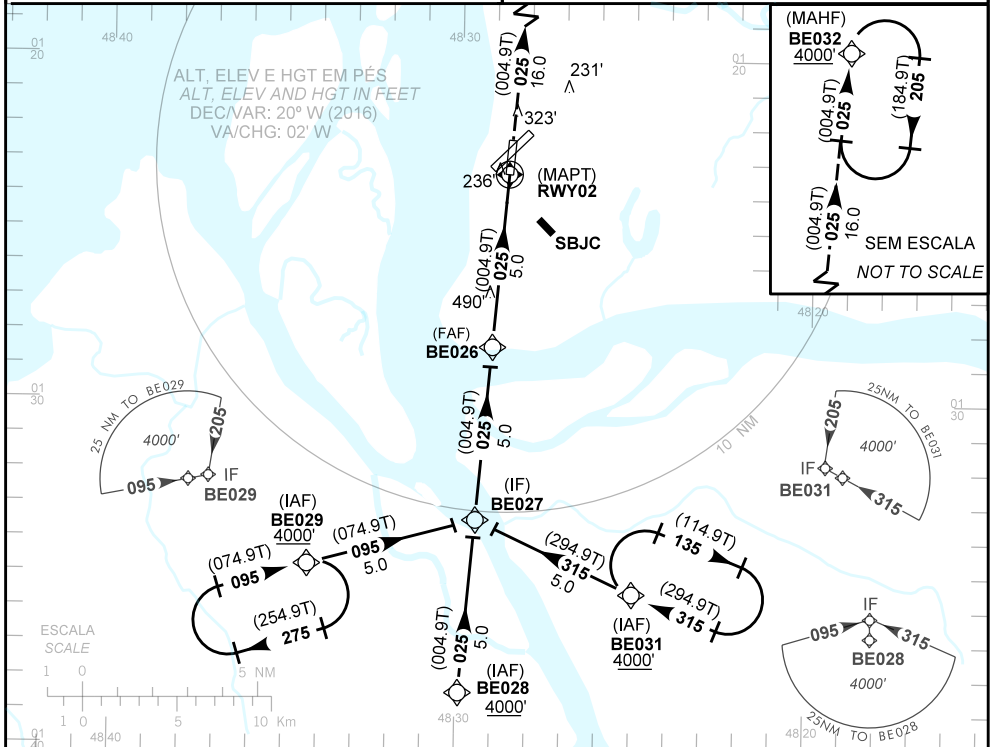 48 40
48 30
01
20
ALT, ELEV E HGT EM PÉS
ALT, ELEV AND HGT IN FEET
DEC/VAR: 20º W (2016)
VA/CHG: 02' W
(004.9T)
025
16.0
231'
323'
236'
(MAPT)
RWY02
SBJC
(004.9T)
025
5.0
490'
(FAF)
BE026
(MAHF)
BE032
4000'
01
20
(004.9T)
025
(184.9T)
205
(004.9T)
025
16.0
SEM ESCALA
NOT TO SCALE
48 20
01
30
01
30
25 NM TO BE029
4000'
205
095
IF
BE029
(004.9T)
025
5.0
10 NM
25NM TO BE031
205
4000'
IF
BE031
315
(IF)
BE027
(IAF)
BE029
4000'
(074.9T)
095
5.0
(074.9T)
095
(254.9T)
275
(294.9T)
315
5.0
(114.9T)
135
(294.9T)
315
(IAF)
BE031
4000'
(004.9T)
025
5.0
(IAF)
BE028
4000'
IF
095
315
BE028
4000'
25NM TO BE028
ESCALA
SCALE
1 0 5 NM
1 0 5 10 Km
48 40
48 30
48 20
01
40